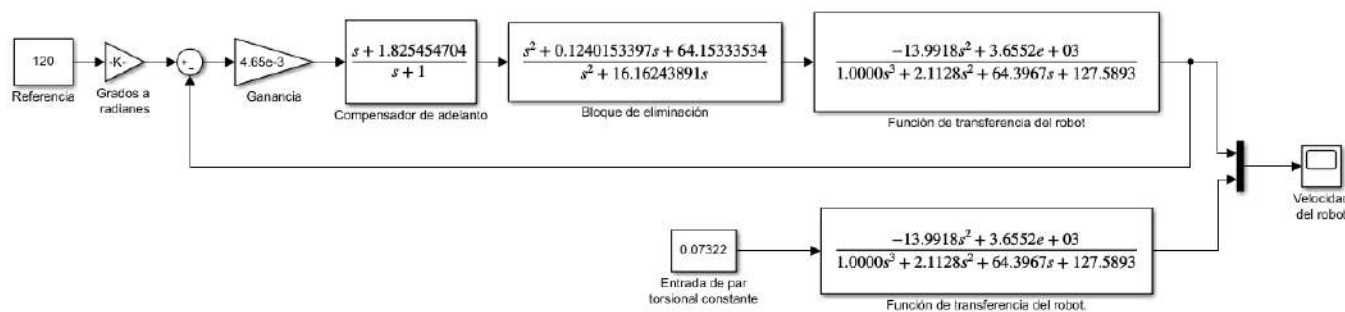 120
Referencia
-K-
Grados a
radianes
+
-
4.65e-3
Ganancia
s + 1.825454704
s + 1
Compensador de adelanto
s² + 0.1240153397s + 64.15333534
s² + 16.16243891s
Bloque de eliminación
−13.9918s² + 3.6552e + 03
1.0000s³ + 2.1128s² + 64.3967s + 127.5893
Función de transferencia del robot
0.07322
Entrada de par
torsional constante
−13.9918s² + 3.6552e + 03
1.0000s³ + 2.1128s² + 64.3967s + 127.5893
Función de transferencia del robot.
Velocidad
del robot